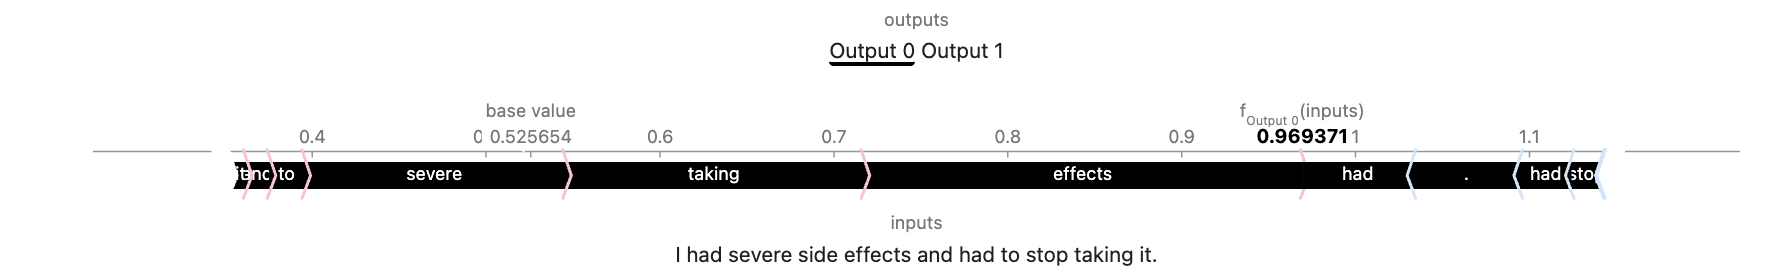 outputs
Output 0 Output 1
base value
f Output 0 (inputs)
0.4 0 0.525654 0.6 0.7 0.8 0.9 0.969371 1 1.1
to severe taking effects had . had sto
inputs
I had severe side effects and had to stop taking it.